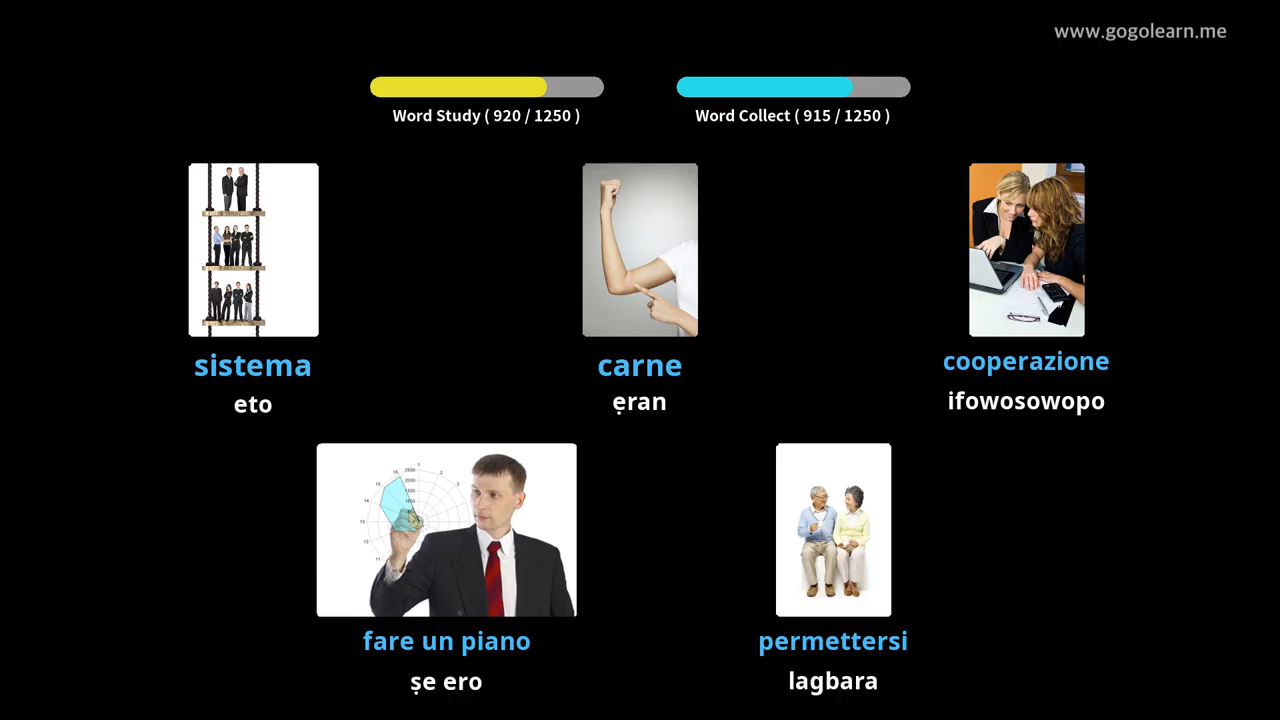 www.gogolearn.me
Word Study ( 920 / 1250 )
Word Collect ( 915 / 1250 )
sistema
eto
carne
ẹran
cooperazione
ifowosowopo
fare un piano
ṣe ero
permettersi
lagbara